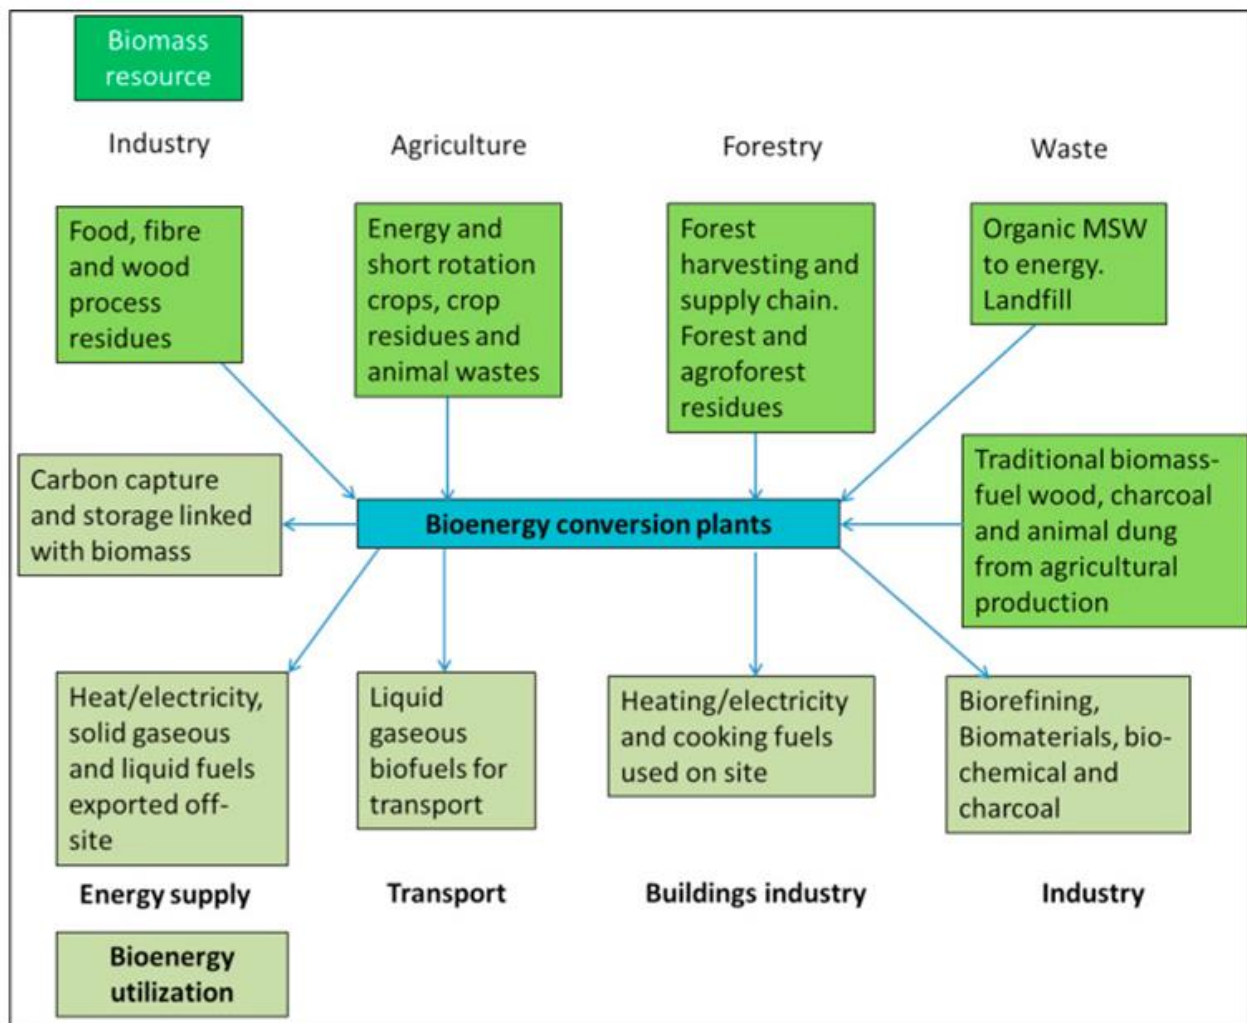 Biomass
resource
Industry
Agriculture
Forestry
Waste
Food, fibre
and wood
process
residues
Energy and
short rotation
crops, crop
residues and
animal wastes
Forest
harvesting and
supply chain.
Forest and
agroforest
residues
Organic MSW
to energy.
Landfill
Carbon capture
and storage linked
with biomass
Bioenergy conversion plants
Traditional biomass-
fuel wood, charcoal
and animal dung
from agricultural
production
Heat/electricity,
solid gaseous
and liquid fuels
exported off-
site
Liquid
gaseous
biofuels for
transport
Heating/electricity
and cooking fuels
used on site
Biorefining,
Biomaterials, bio-
chemical and
charcoal
Energy supply
Transport
Buildings industry
Industry
Bioenergy
utilization